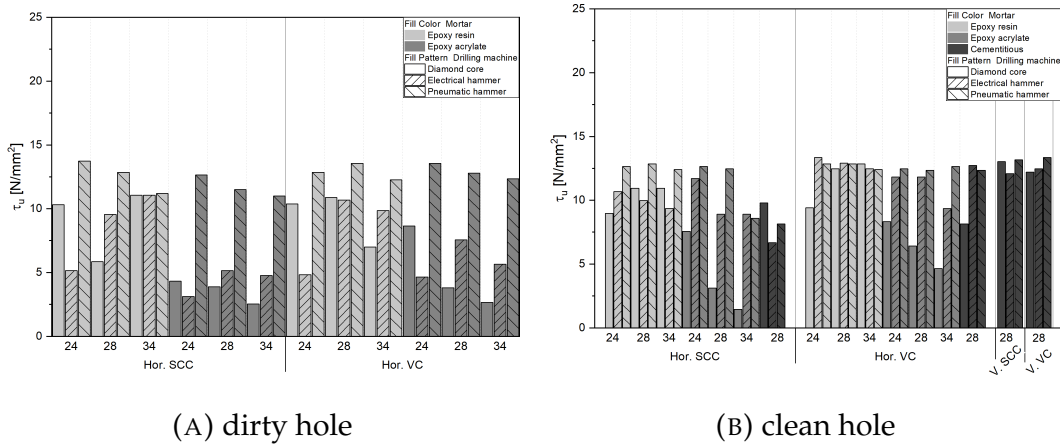 25
20
15
10
5
0
τu [N/mm²]
Fill Color Mortar
Epoxy resin
Epoxy acrylate
Fill Pattern Drilling machine
Diamond core
Electrical hammer
Pneumatic hammer
24 28 34 24 28 34 24 28 34 24 28 34
Hor. SCC Hor. VC
(A) dirty hole
25
20
15
10
5
0
τu [N/mm²]
Fill Color Mortar
Epoxy resin
Epoxy acrylate
Cementitious
Fill Pattern Drilling machine
Diamond core
Electrical hammer
Pneumatic hammer
24 28 34 24 28 34 28 24 28 34 24 28 34 28 28 28
Hor. SCC Hor. VC V. SCC V. VC
(B) clean hole